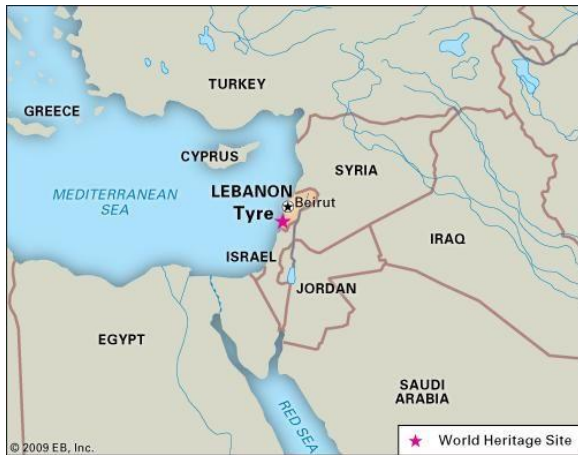 TURKEY
GREECE
CYPRUS
SYRIA
MEDITERRANEAN
SEA
LEBANON
Beirut
Tyre
IRAQ
ISRAEL
JORDAN
EGYPT
SAUDI
ARABIA
RED SEA
© 2009 EB, Inc.
World Heritage Site